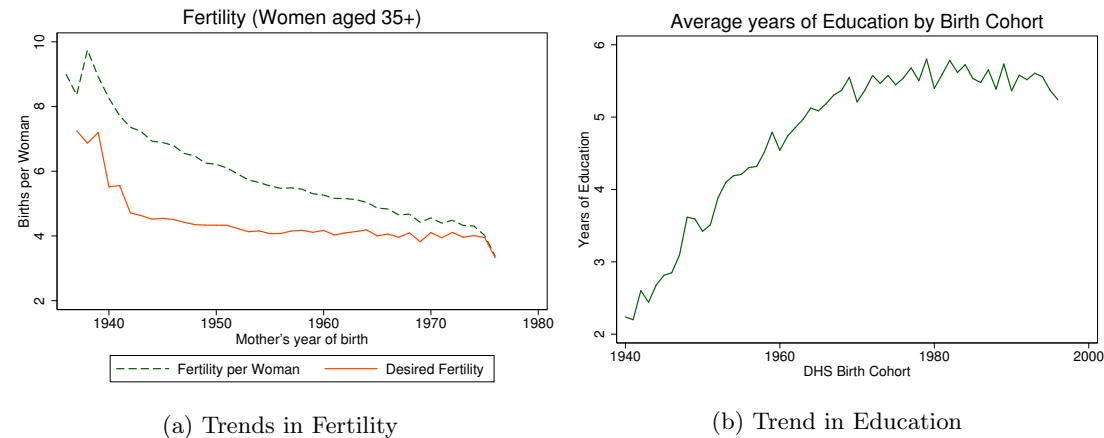 Fertility (Women aged 35+)
Births per Woman
10
8
6
4
2
1940 1950 1960 1970 1980
Mother's year of birth
Fertility per Woman Desired Fertility
(a) Trends in Fertility
Average years of Education by Birth Cohort
Years of Education
6
5
4
3
2
1940 1960 1980 2000
DHS Birth Cohort
(b) Trend in Education